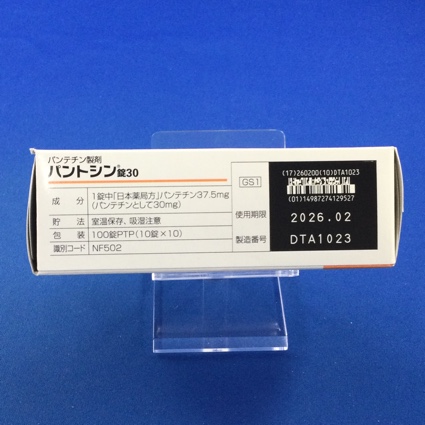 パンテチン製剤
パントシン®錠30
成分 1錠中「日本薬局方」パンテチン37.5mg
(パンテチンとして30mg)
貯法 室温保存、吸湿注意
包装 100錠PTP(10錠×10)
識別コード NF502
GS1
(17)260200(10)DTA1023
(01)14987274129527
使用期限 2026.02
製造番号 DTA1023